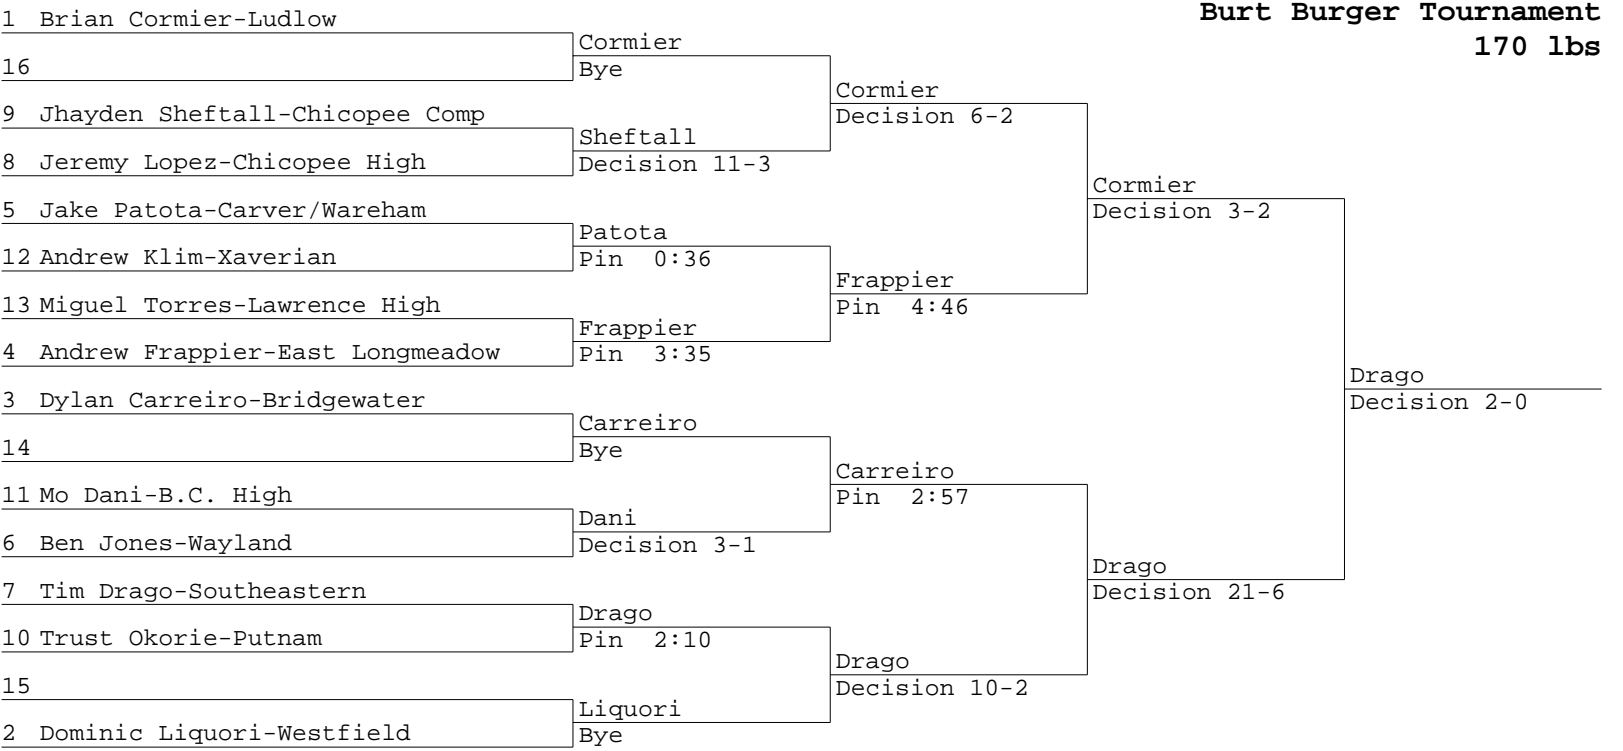 Burt Burger Tournament
170 lbs
1 Brian Cormier-Ludlow
16
9 Jhayden Sheftall-Chicopee Comp
8 Jeremy Lopez-Chicopee High
5 Jake Patota-Carver/Wareham
12 Andrew Klim-Xaverian
13 Miguel Torres-Lawrence High
4 Andrew Frappier-East Longmeadow
3 Dylan Carreiro-Bridgewater
14
11 Mo Dani-B.C. High
6 Ben Jones-Wayland
7 Tim Drago-Southeastern
10 Trust Okorie-Putnam
15
2 Dominic Liquori-Westfield
Cormier
Bye
Sheftall
Decision 11-3
Patota
Pin 0:36
Frappier
Pin 3:35
Carreiro
Bye
Dani
Decision 3-1
Drago
Pin 2:10
Liquori
Bye
Cormier
Decision 6-2
Frappier
Pin 4:46
Carreiro
Pin 2:57
Drago
Decision 10-2
Cormier
Decision 3-2
Drago
Decision 21-6
Drago
Decision 2-0